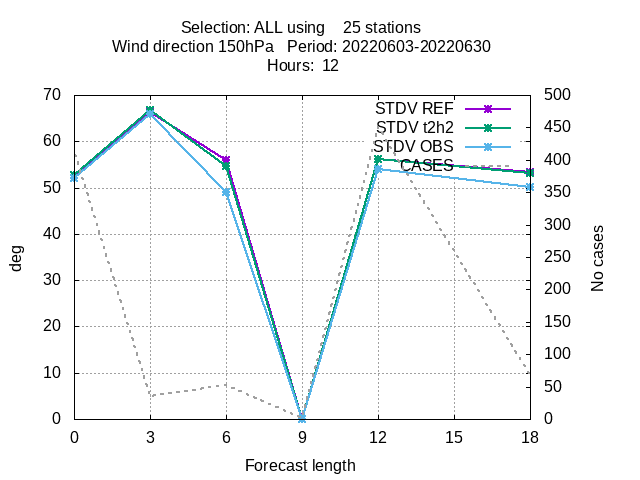 Selection: ALL using    25 stations
Wind direction 150hPa   Period: 20220603-20220630
Hours:  12
deg
70
60
50
40
30
20
10
0
STDV REF
STDV t2h2
STDV OBS
CASES
500
450
400
350
300
250
200
150
100
50
0
No cases
0 3 6 9 12 15 18
Forecast length